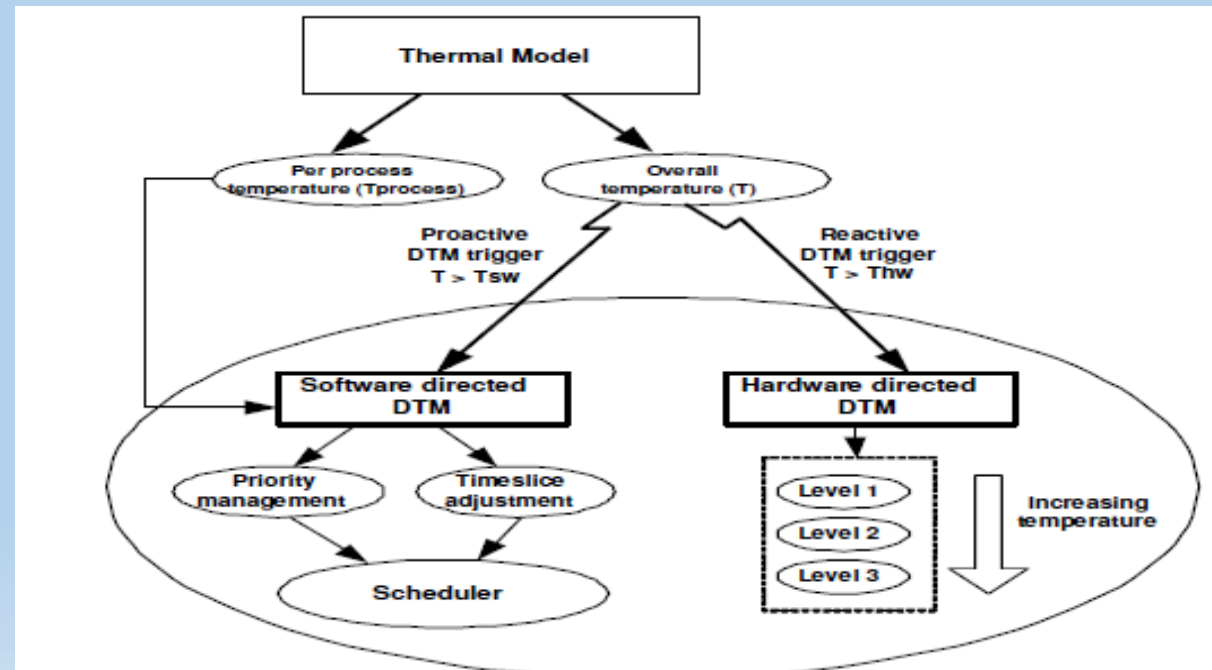 Thermal Model
Per process
temperature (Tprocess)
Overall
temperature (T)
Proactive
DTM trigger
T > Tsw
Reactive
DTM trigger
T > Thw
Software directed
DTM
Hardware directed
DTM
Priority
management
Timeslice
adjustment
Scheduler
Level 1
Level 2
Level 3
Increasing
temperature